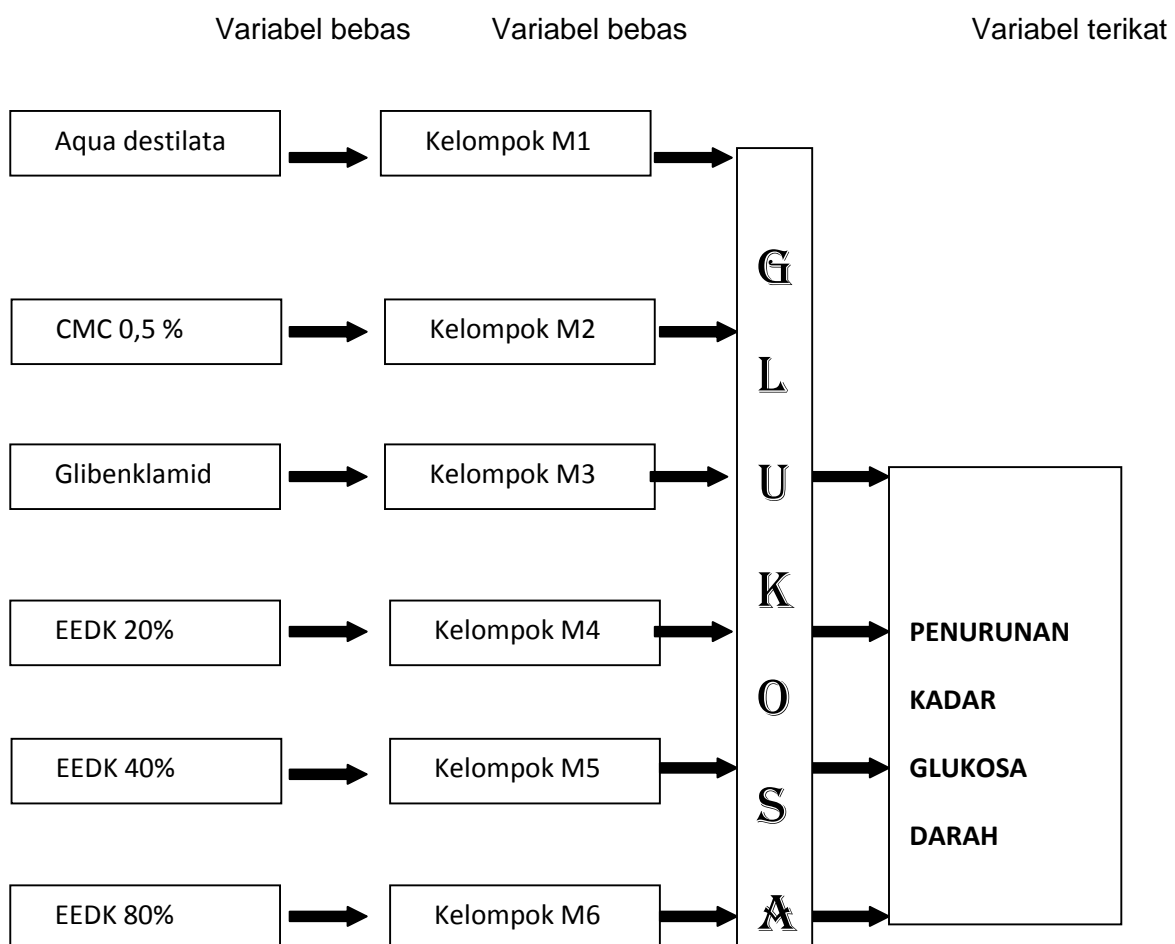 Variabel bebas Variabel bebas Variabel terikat
Aqua destilata Kelompok M1
CMC 0,5 % Kelompok M2
Glibenklamid Kelompok M3
EEDK 20% Kelompok M4
EEDK 40% Kelompok M5
EEDK 80% Kelompok M6
G
L
U
K
O
S
A
PENURUNAN
KADAR
GLUKOSA
DARAH